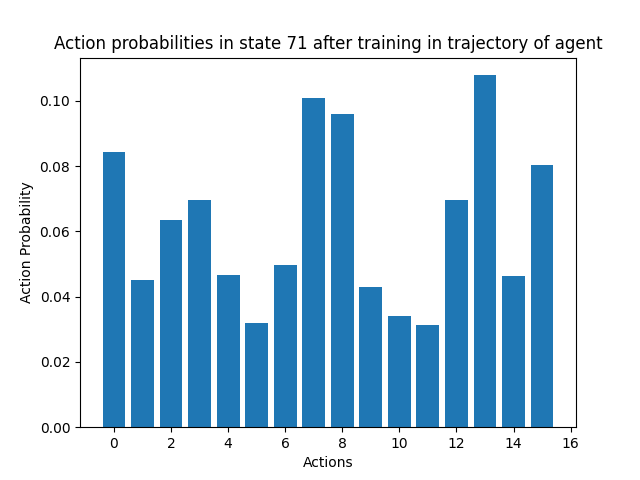 Action probabilities in state 71 after training in trajectory of agent
Action Probability
0.10
0.08
0.06
0.04
0.02
0.00
0 2 4 6 8 10 12 14 16
Actions